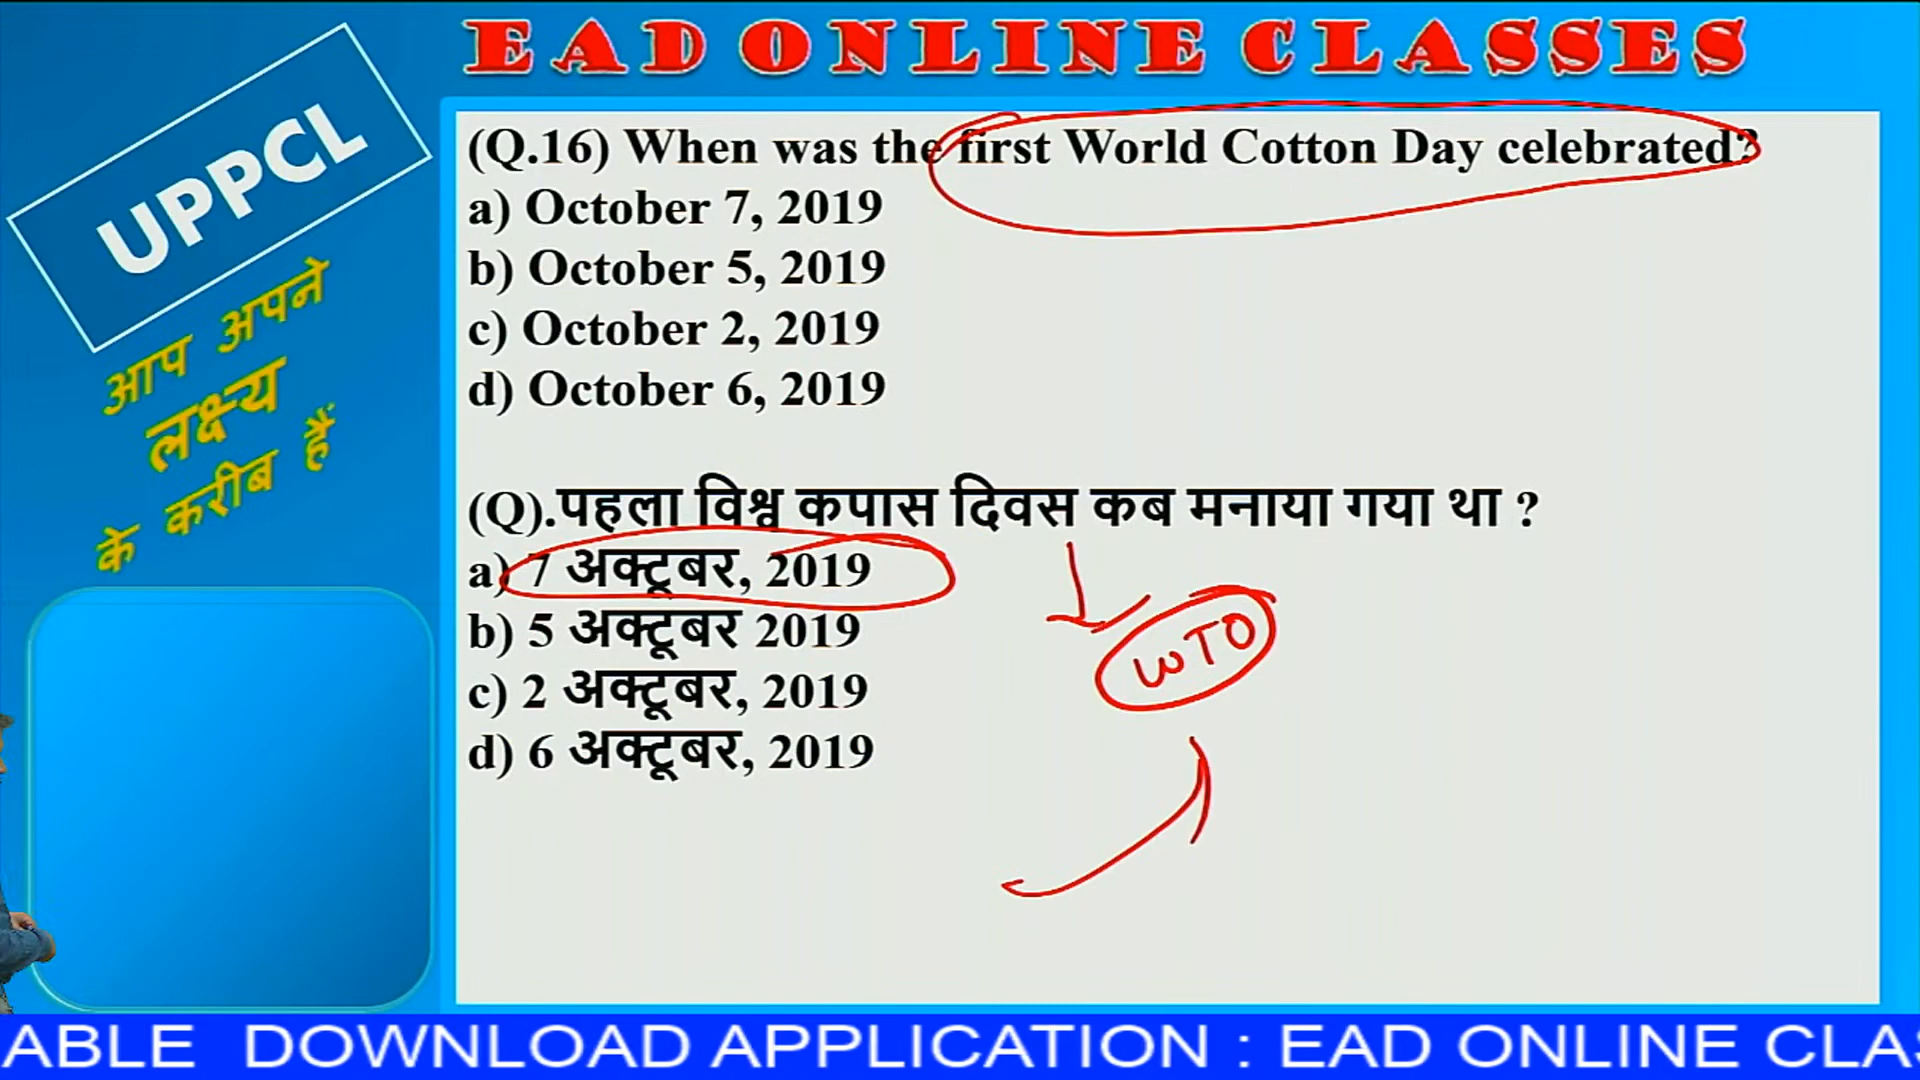 EAD ONLINE CLASSES
UPPCL
आप अपने
लक्ष्य
के करीब हैं
(Q.16) When was the first World Cotton Day celebrated?
a) October 7, 2019
b) October 5, 2019
c) October 2, 2019
d) October 6, 2019
(Q).पहला विश्व कपास दिवस कब मनाया गया था ?
a) 7 अक्टूबर, 2019
b) 5 अक्टूबर 2019
c) 2 अक्टूबर, 2019
d) 6 अक्टूबर, 2019
WTO
ABLE DOWNLOAD APPLICATION : EAD ONLINE CLAS